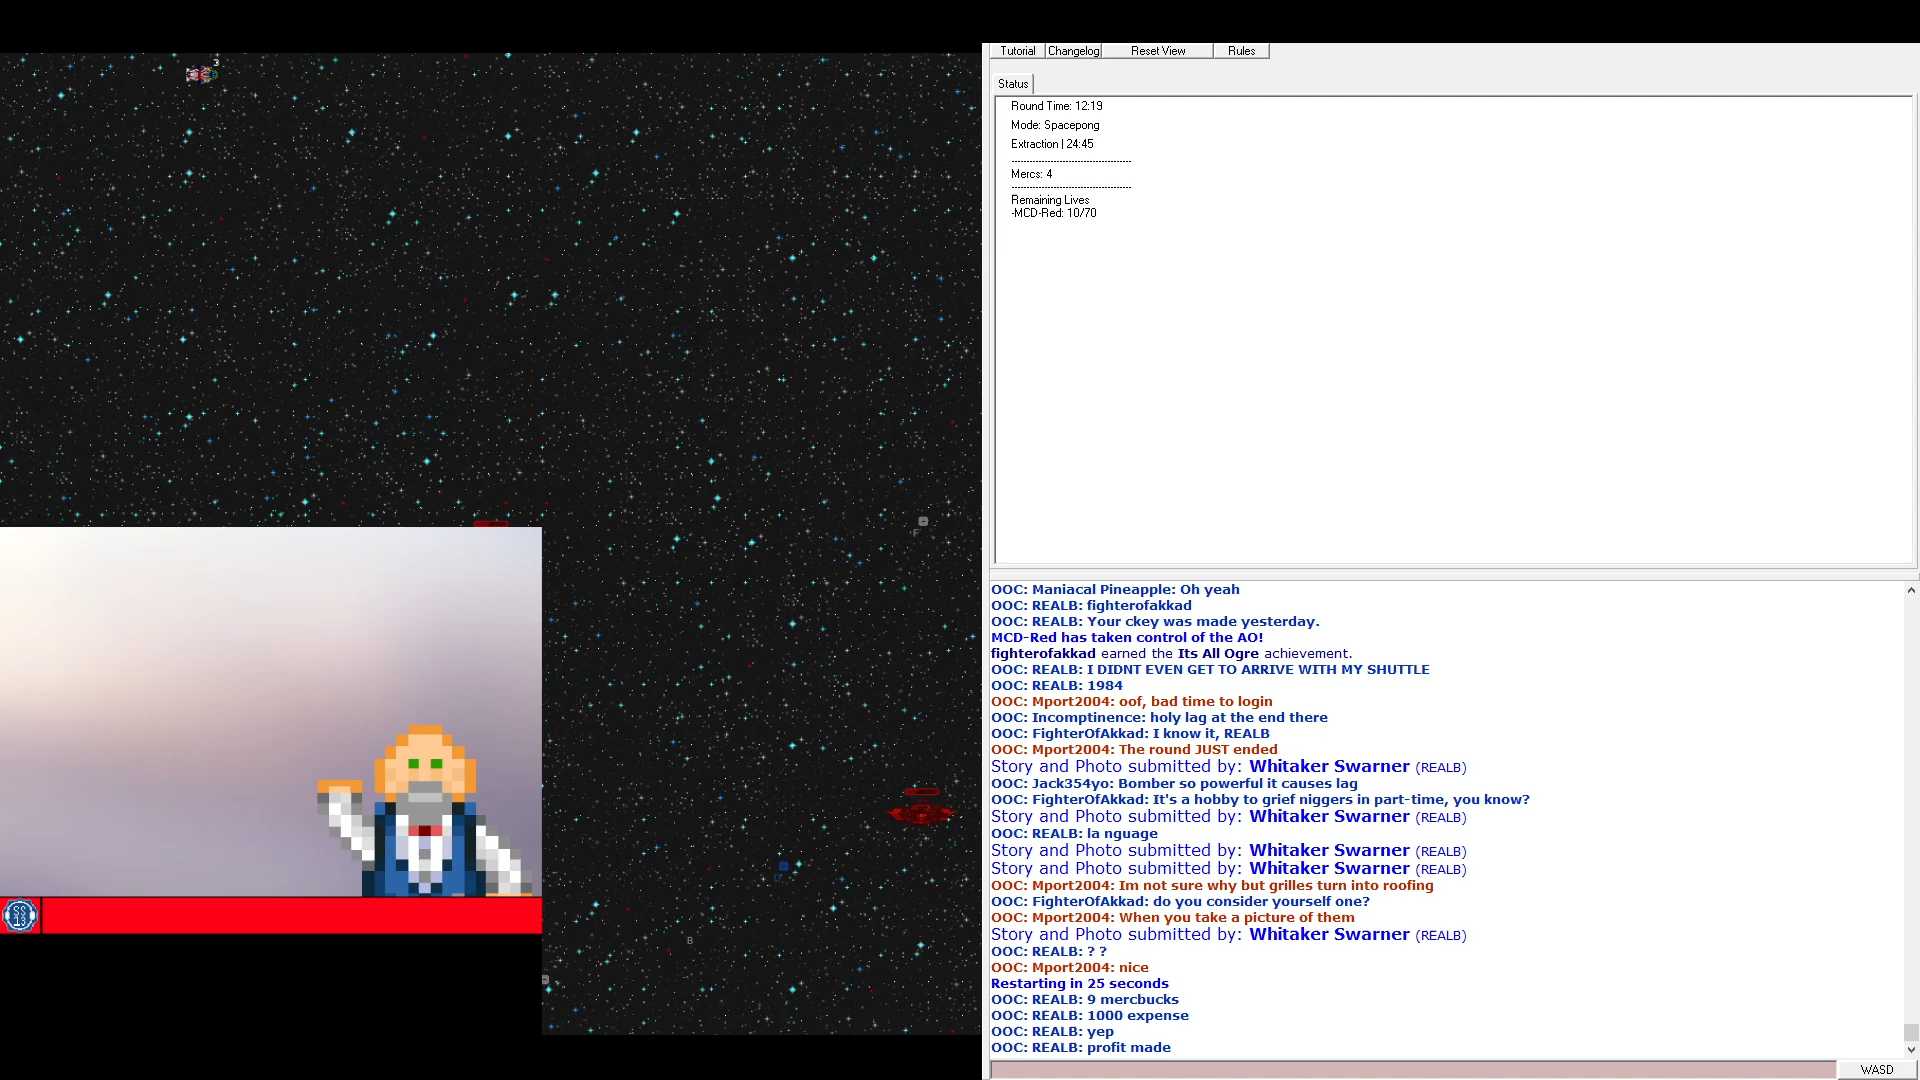 3
Tutorial Changelog Reset View Rules
Status
Round Time: 12:19
Mode: Spacepong
Extraction | 24:45
Mercs: 4
Remaining Lives
-MCD-Red: 10/70
F
B
SS
13
OOC: Maniacal Pineapple: Oh yeah
OOC: REALB: fighterofakkad
OOC: REALB: Your ckey was made yesterday.
MCD-Red has taken control of the AO!
fighterofakkad earned the Its All Ogre achievement.
OOC: REALB: I DIDNT EVEN GET TO ARRIVE WITH MY SHUTTLE
OOC: REALB: 1984
OOC: Mport2004: oof, bad time to login
OOC: Incomptinence: holy lag at the end there
OOC: FighterOfAkkad: I know it, REALB
OOC: Mport2004: The round JUST ended
Story and Photo submitted by: Whitaker Swarner (REALB)
OOC: Jack354yo: Bomber so powerful it causes lag
OOC: FighterOfAkkad: It's a hobby to grief niggers in part-time, you know?
Story and Photo submitted by: Whitaker Swarner (REALB)
OOC: REALB: la nguage
Story and Photo submitted by: Whitaker Swarner (REALB)
Story and Photo submitted by: Whitaker Swarner (REALB)
OOC: Mport2004: Im not sure why but grilles turn into roofing
OOC: FighterOfAkkad: do you consider yourself one?
OOC: Mport2004: When you take a picture of them
Story and Photo submitted by: Whitaker Swarner (REALB)
OOC: REALB: ? ?
OOC: Mport2004: nice
Restarting in 25 seconds
OOC: REALB: 9 mercbucks
OOC: REALB: 1000 expense
OOC: REALB: yep
OOC: REALB: profit made
WASD